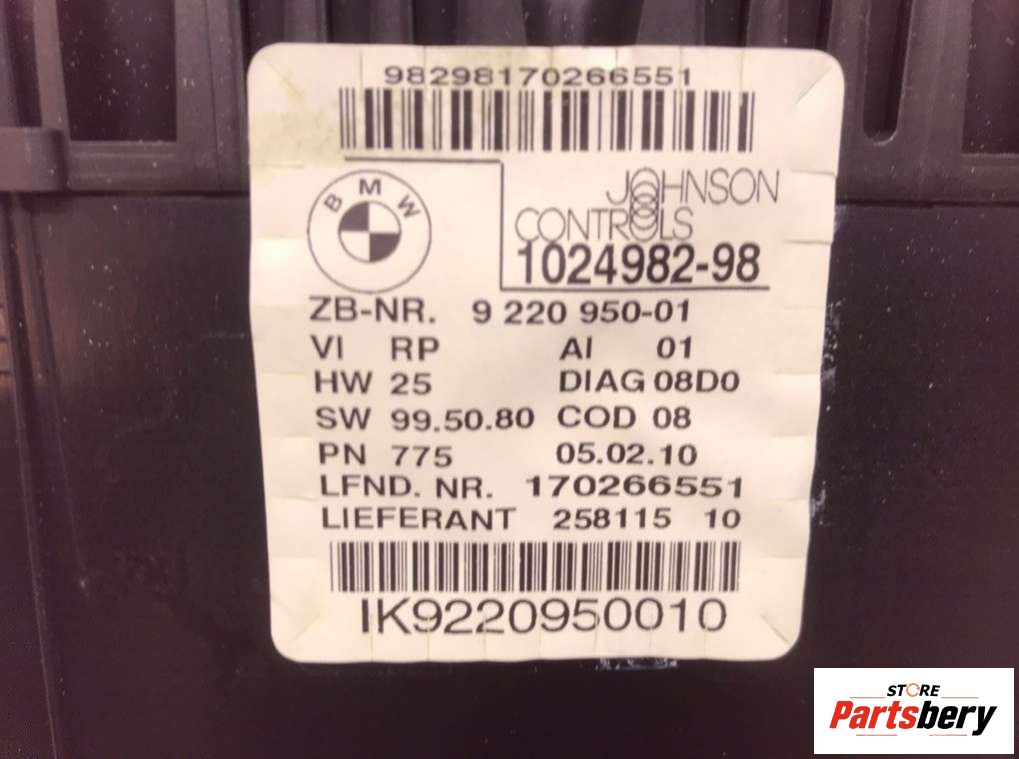 98298170266551
BMW
JOHNSON
CONTROLS
1024982-98
ZB-NR. 9 220 950-01
VI RP AI 01
HW 25 DIAG 08D0
SW 99.50.80 COD 08
PN 775 05.02.10
LFND. NR. 170266551
LIEFERANT 258115 10
IK9220950010
STORE
Partsbery